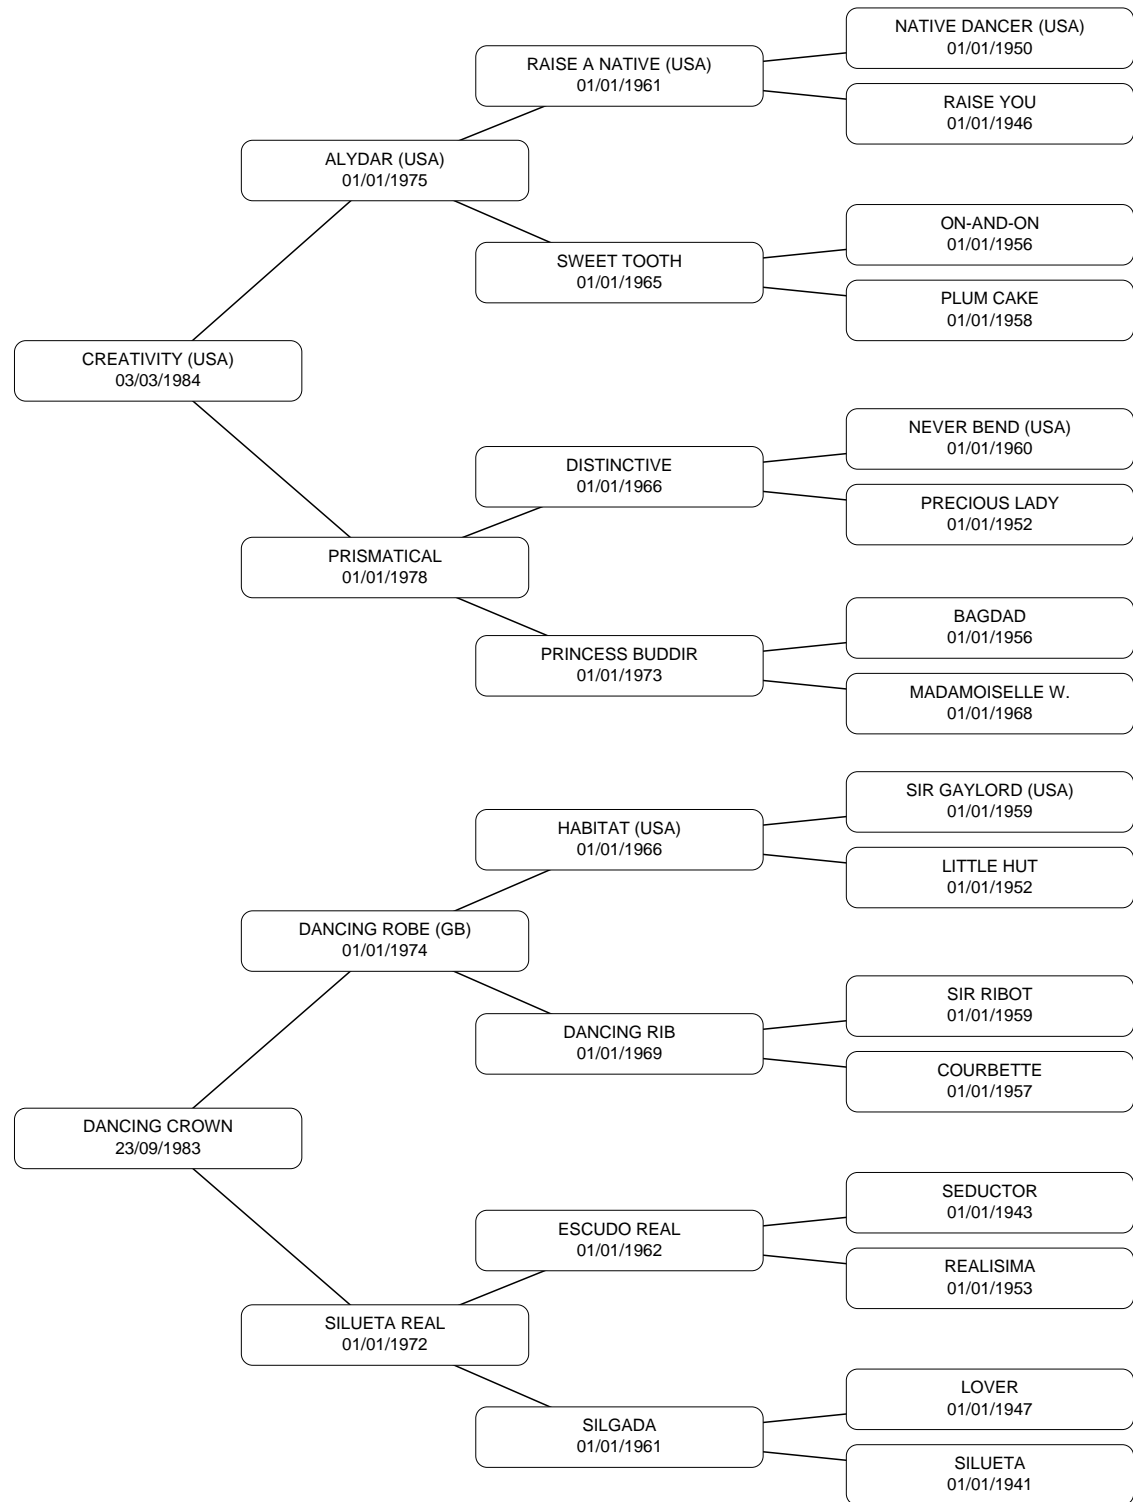 NATIVE DANCER (USA)
01/01/1950
RAISE A NATIVE (USA)
01/01/1961
RAISE YOU
01/01/1946
ALYDAR (USA)
01/01/1975
ON-AND-ON
01/01/1956
SWEET TOOTH
01/01/1965
PLUM CAKE
01/01/1958
CREATIVITY (USA)
03/03/1984
NEVER BEND (USA)
01/01/1960
DISTINCTIVE
01/01/1966
PRECIOUS LADY
01/01/1952
PRISMATICAL
01/01/1978
BAGDAD
01/01/1956
PRINCESS BUDDIR
01/01/1973
MADAMOISELLE W.
01/01/1968
SIR GAYLORD (USA)
01/01/1959
HABITAT (USA)
01/01/1966
LITTLE HUT
01/01/1952
DANCING ROBE (GB)
01/01/1974
SIR RIBOT
01/01/1959
DANCING RIB
01/01/1969
COURBETTE
01/01/1957
DANCING CROWN
23/09/1983
SEDUCTOR
01/01/1943
ESCUDO REAL
01/01/1962
REALISIMA
01/01/1953
SILUETA REAL
01/01/1972
LOVER
01/01/1947
SILGADA
01/01/1961
SILUETA
01/01/1941